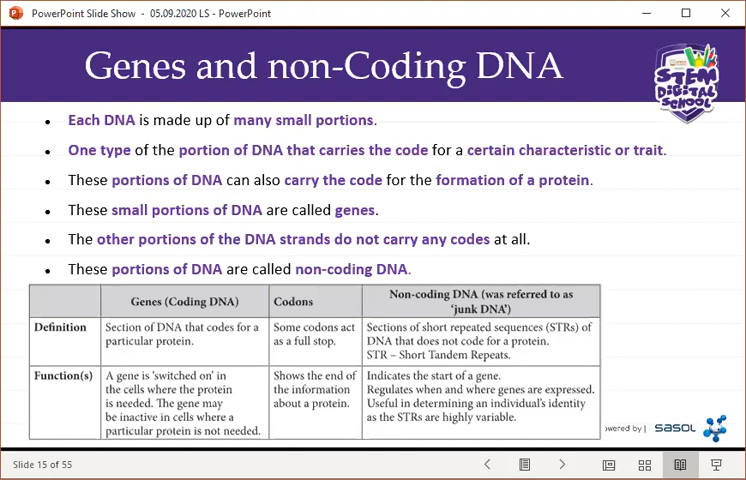 PowerPoint Slide Show - 05.09.2020 LS - PowerPoint
Genes and non-Coding DNA
STEM
DIGITAL
SCHOOL
• Each DNA is made up of many small portions.
• One type of the portion of DNA that carries the code for a certain characteristic or trait.
• These portions of DNA can also carry the code for the formation of a protein.
• These small portions of DNA are called genes.
• The other portions of the DNA strands do not carry any codes at all.
• These portions of DNA are called non-coding DNA.
Genes (Coding DNA)
Codons
Non-coding DNA (was referred to as
‘junk DNA’)
Definition
Section of DNA that codes for a
particular protein.
Some codons act
as a full stop.
Sections of short repeated sequences (STRs) of
DNA that does not code for a protein.
STR – Short Tandem Repeats.
Function(s)
A gene is ‘switched on’ in
the cells where the protein
is needed. The gene may
be inactive in cells where a
particular protein is not needed.
Shows the end of
the information
about a protein.
Indicates the start of a gene.
Regulates when and where genes are expressed.
Useful in determining an individual’s identity
as the STRs are highly variable.
owered by | sasol
Slide 15 of 55